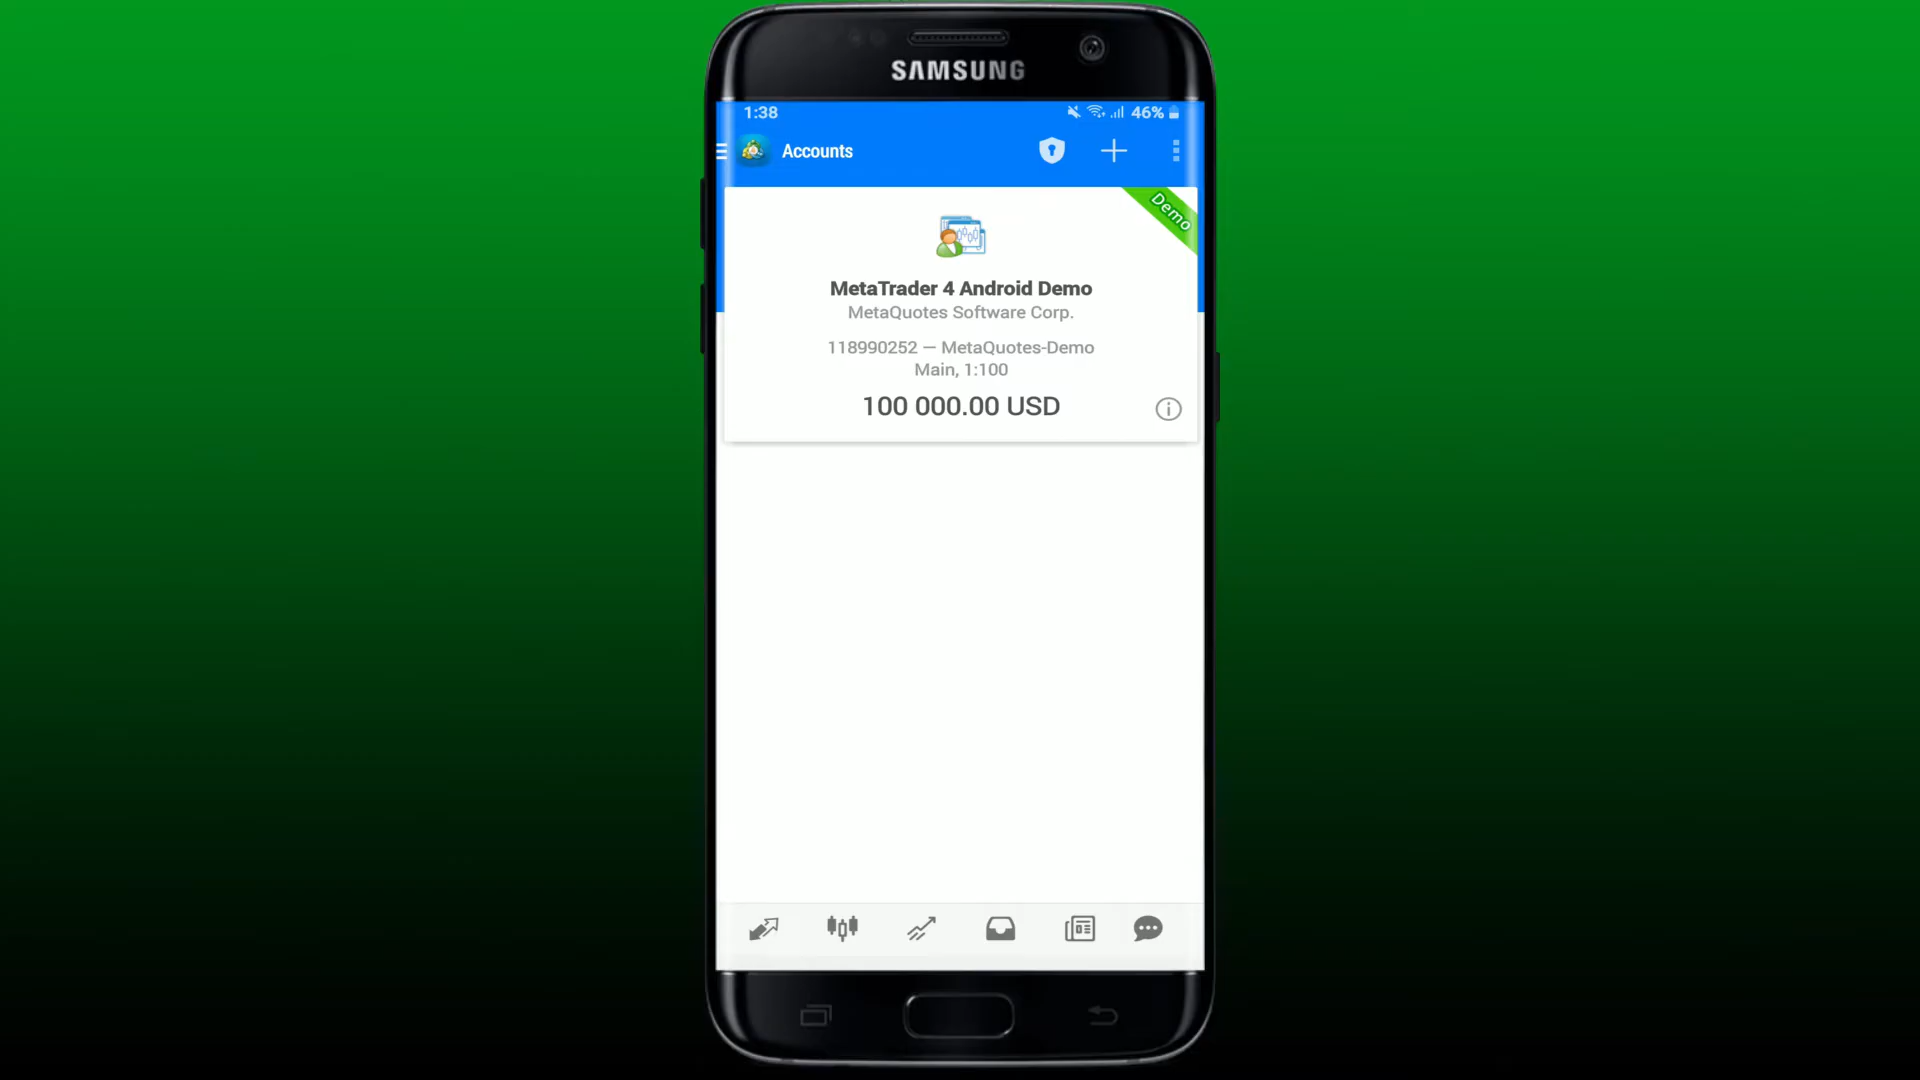 SAMSUNG
1:38
46%
Accounts
Demo
MetaTrader 4 Android Demo
MetaQuotes Software Corp.
118990252 — MetaQuotes-Demo
Main, 1:100
100 000.00 USD